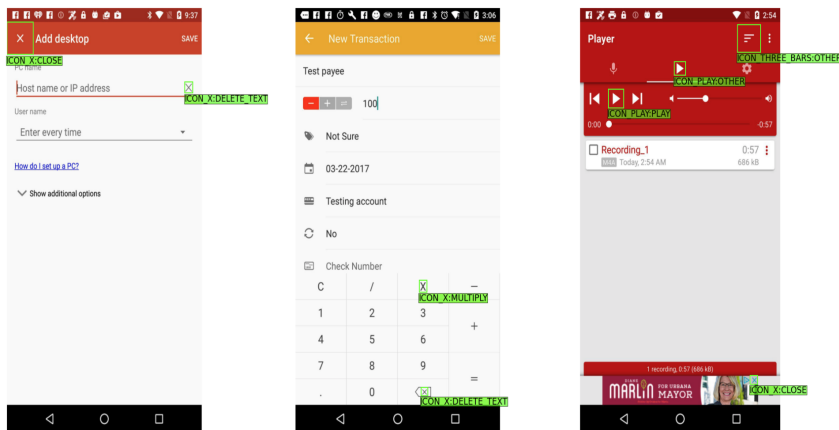 9:37
Add desktop
SAVE
ICON_X:CLOSE
PC name
Host name or IP address
ICON_X:DELETE_TEXT
User name
Enter every time
How do I set up a PC?
Show additional options
3:06
New Transaction
SAVE
Test payee
100
Not Sure
03-22-2017
Testing account
No
Check Number
C / X −
ICON_X:MULTIPLY
1 2 3
+
4 5 6
7 8 9
=
. 0
ICON_X:DELETE_TEXT
2:54
Player
ICON_THREE_BARS:OTHER
ICON_PLAY:OTHER
ICON_PLAY:PLAY
0:00 -0:57
Recording_1 0:57
M4A Today, 2:54 AM 686 kB
1 recording, 0:57 (686 kB)
DIANE
MARLIN FOR URBANA
MAYOR
ICON_X:CLOSE